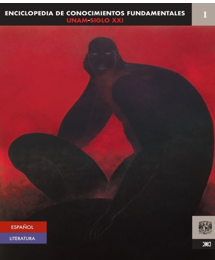 ENCICLOPEDIA DE CONOCIMIENTOS FUNDAMENTALES
UNAM-SIGLO XXI
1
ESPAÑOL
LITERATURA